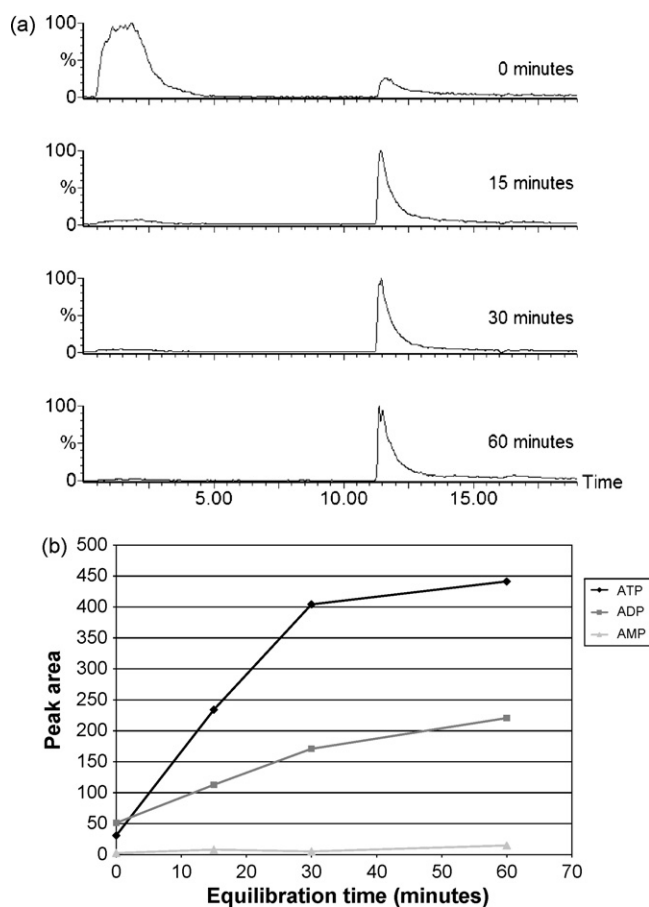 (a)
100
%
0
0 minutes
100
%
0
15 minutes
100
%
0
30 minutes
100
%
0
60 minutes
5.00 10.00 15.00 Time
(b)
500
450
400
350
300
250
200
150
100
50
0
Peak area
0 10 20 30 40 50 60 70
Equilibration time (minutes)
ATP
ADP
AMP